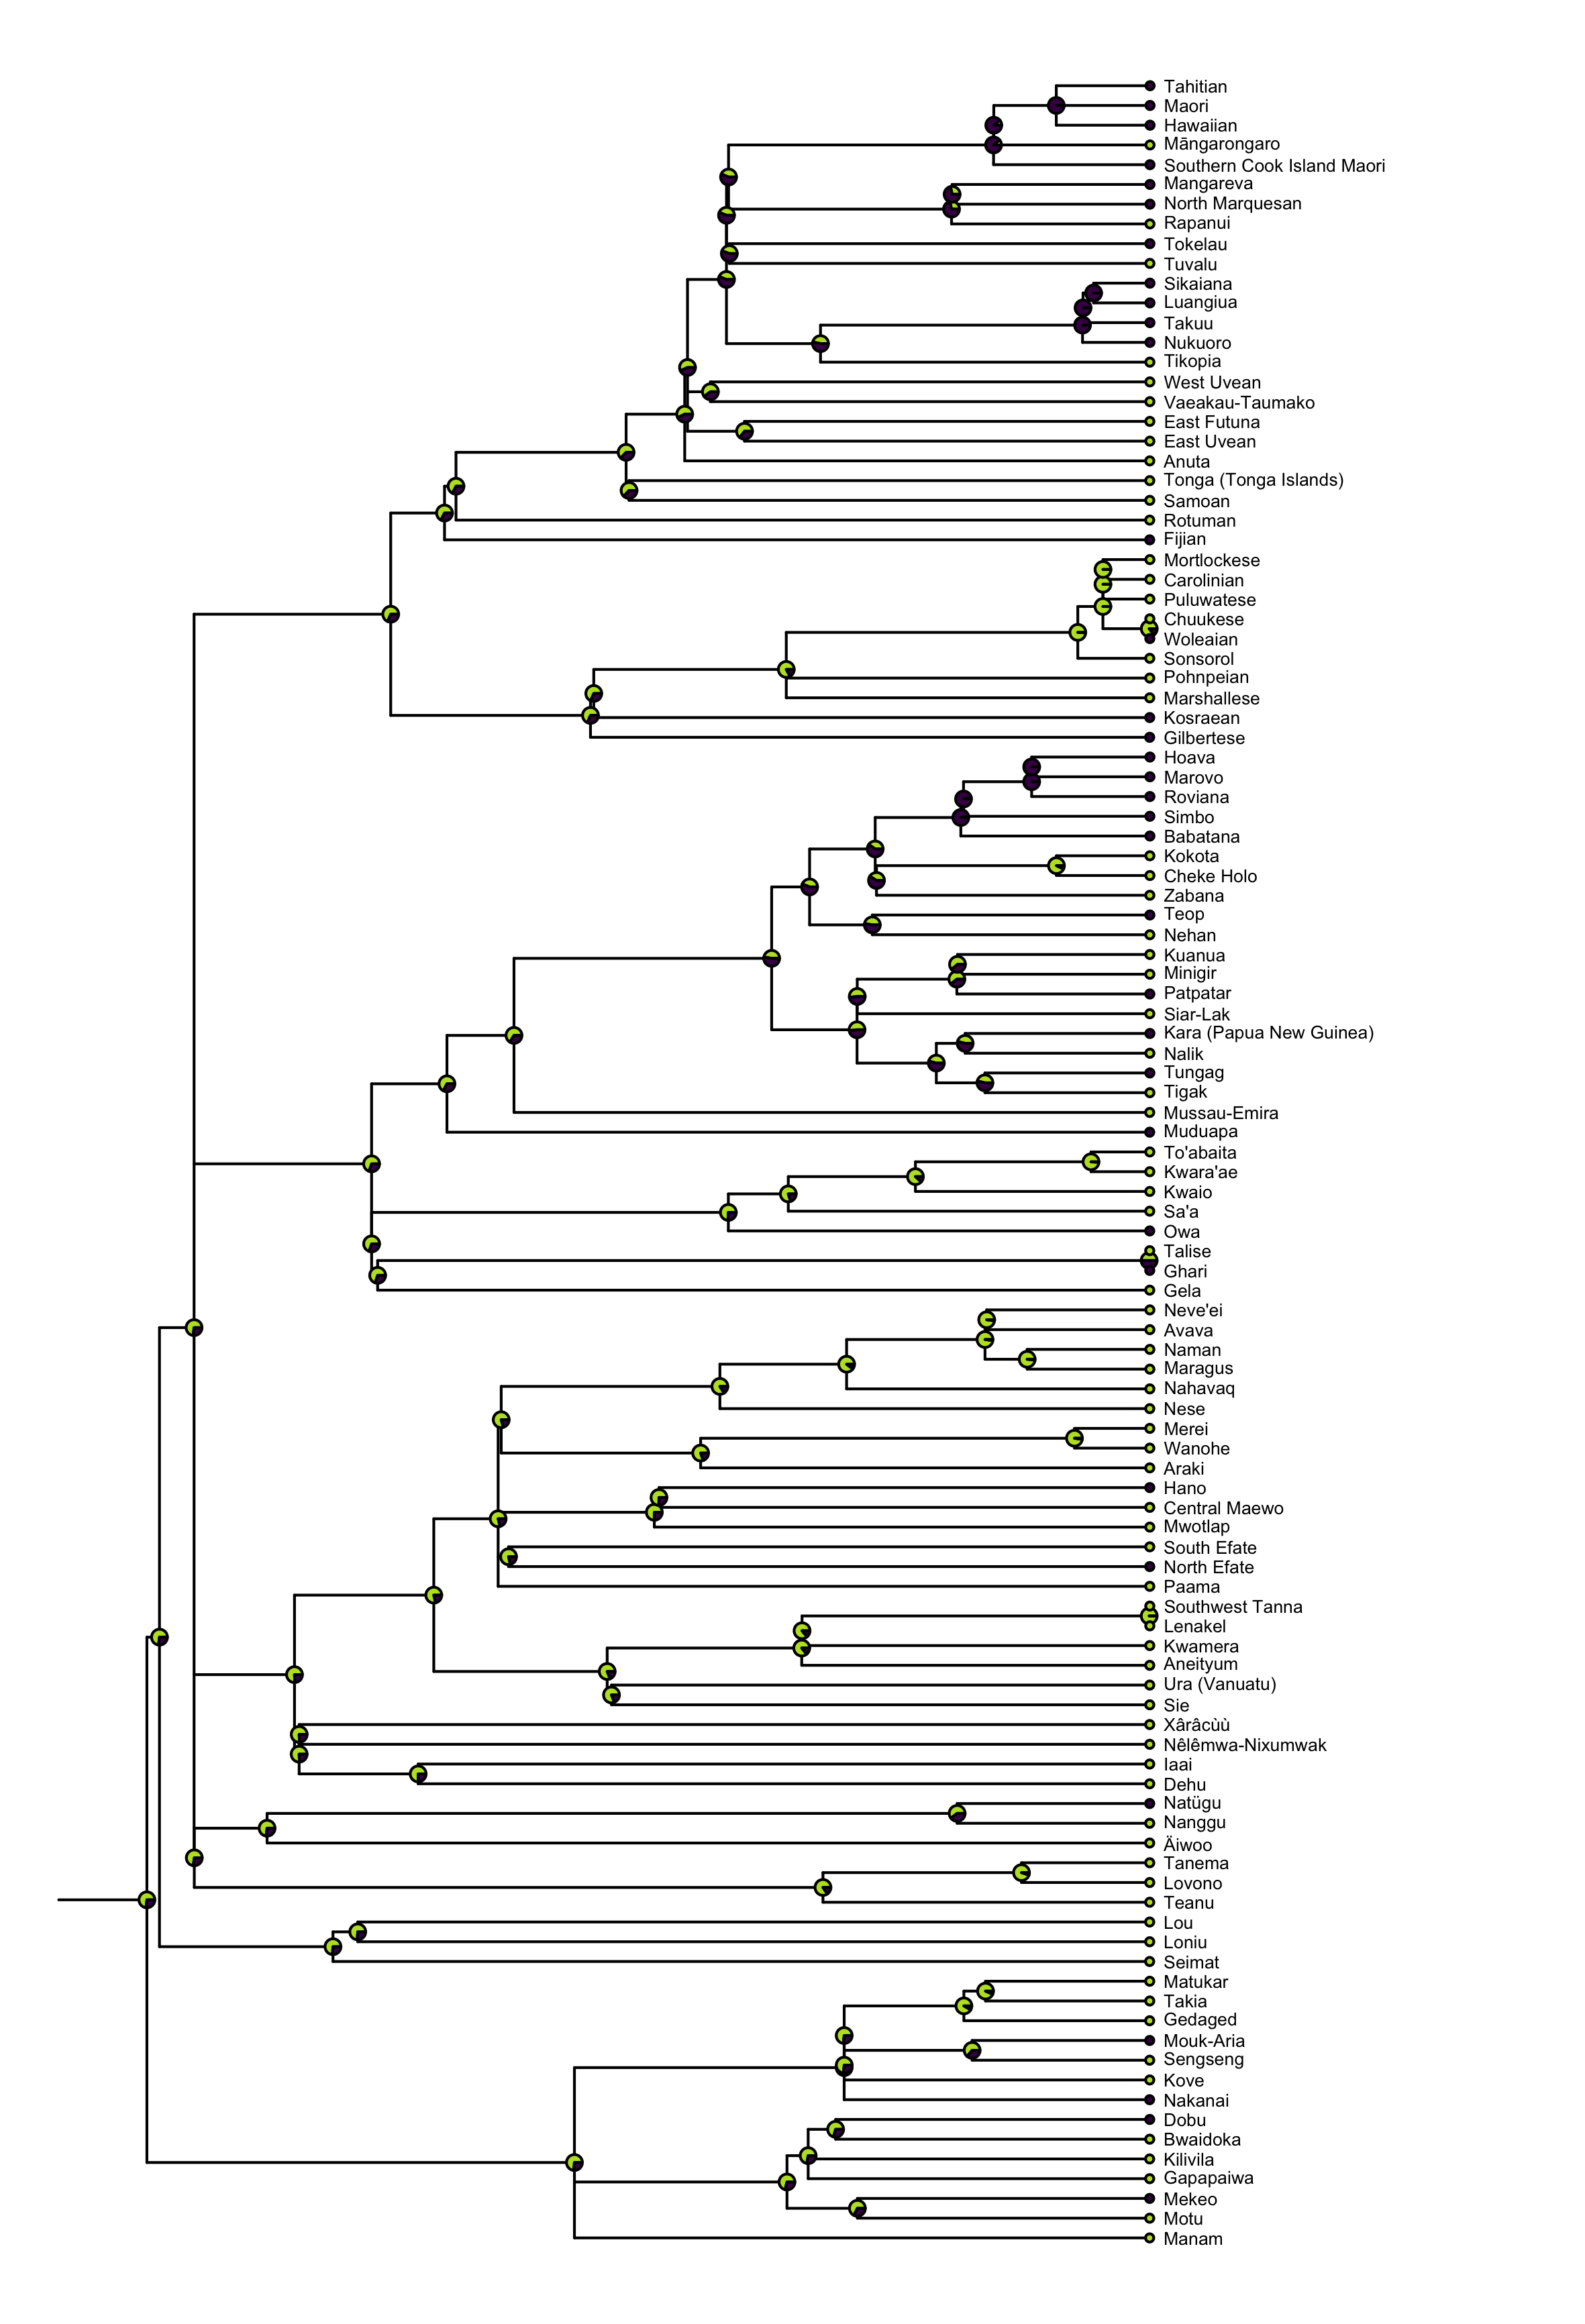 Tahitian
Maori
Hawaiian
Māngarongaro
Southern Cook Island Maori
Mangareva
North Marquesan
Rapanui
Tokelau
Tuvalu
Sikaiana
Luangiua
Takuu
Nukuoro
Tikopia
West Uvean
Vaeakau-Taumako
East Futuna
East Uvean
Anuta
Tonga (Tonga Islands)
Samoan
Rotuman
Fijian
Mortlockese
Carolinian
Puluwatese
Chuukese
Woleaian
Sonsorol
Pohnpeian
Marshallese
Kosraean
Gilbertese
Hoava
Marovo
Roviana
Simbo
Babatana
Kokota
Cheke Holo
Zabana
Teop
Nehan
Kuanua
Minigir
Patpatar
Siar-Lak
Kara (Papua New Guinea)
Nalik
Tungag
Tigak
Mussau-Emira
Muduapa
To'abaita
Kwara'ae
Kwaio
Sa'a
Owa
Talise
Ghari
Gela
Neve'ei
Avava
Naman
Maragus
Nahavaq
Nese
Merei
Wanohe
Araki
Hano
Central Maewo
Mwotlap
South Efate
North Efate
Paama
Southwest Tanna
Lenakel
Kwamera
Aneityum
Ura (Vanuatu)
Sie
Xârâcùù
Nêlêmwa-Nixumwak
Iaai
Dehu
Natügu
Nanggu
Äiwoo
Tanema
Lovono
Teanu
Lou
Loniu
Seimat
Matukar
Takia
Gedaged
Mouk-Aria
Sengseng
Kove
Nakanai
Dobu
Bwaidoka
Kilivila
Gapapaiwa
Mekeo
Motu
Manam